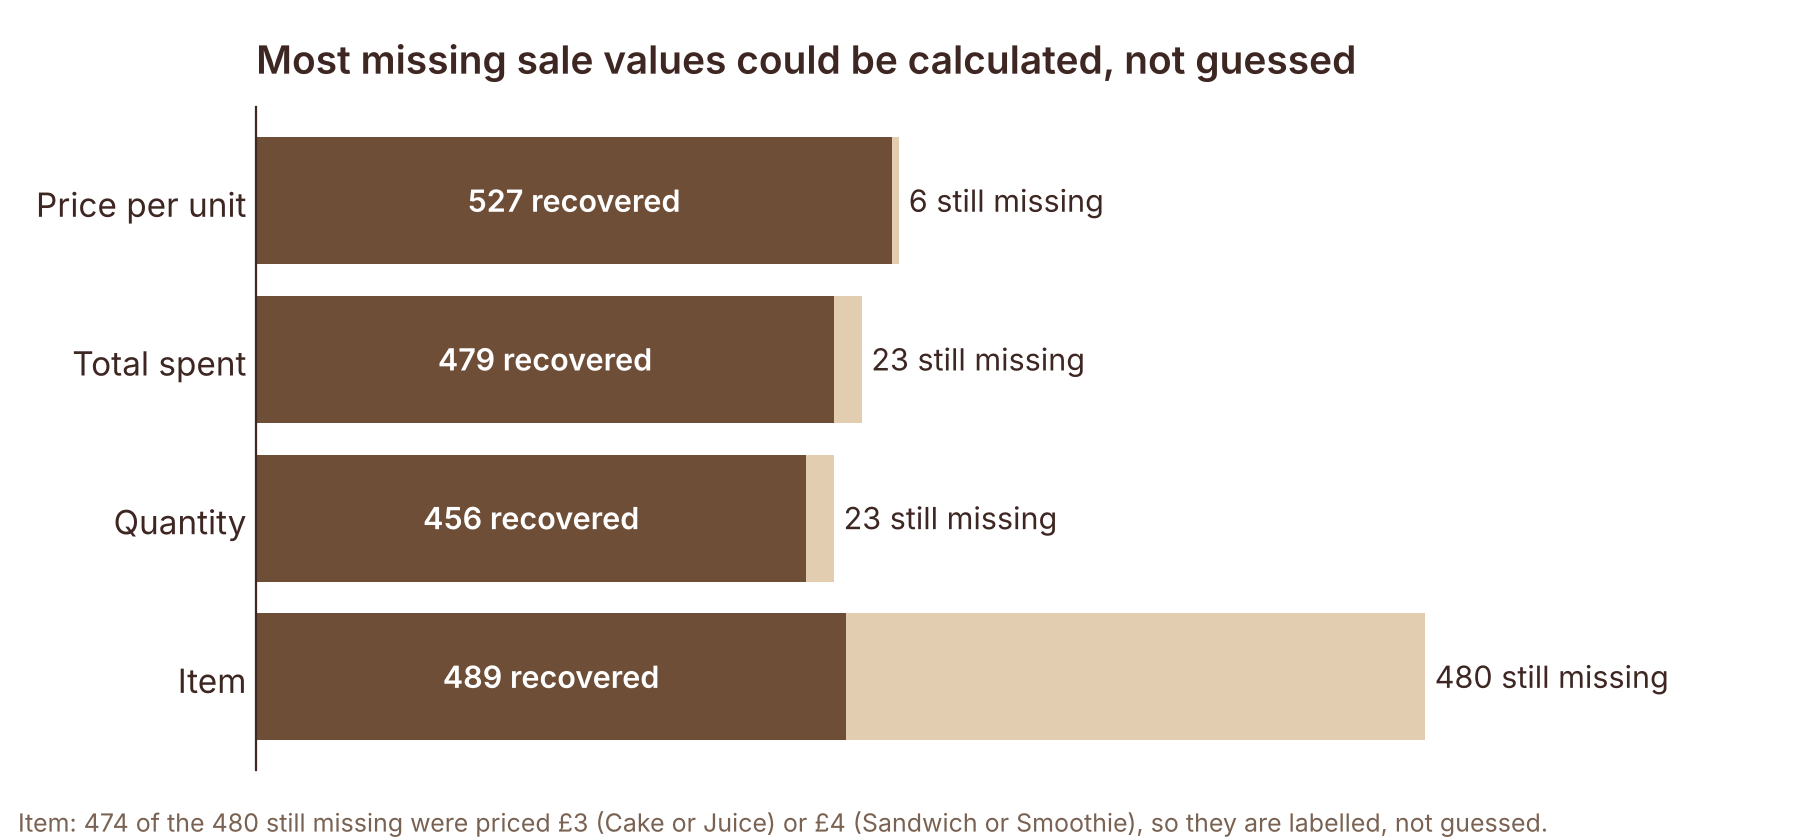 Most missing sale values could be calculated, not guessed
Price per unit
527 recovered
6 still missing
Total spent
479 recovered
23 still missing
Quantity
456 recovered
23 still missing
Item
489 recovered
480 still missing
Item: 474 of the 480 still missing were priced £3 (Cake or Juice) or £4 (Sandwich or Smoothie), so they are labelled, not guessed.